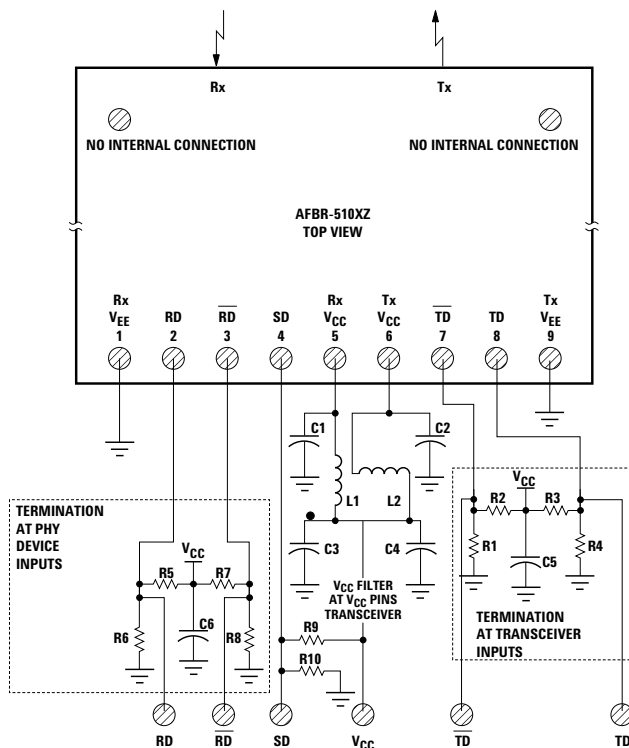 Rx
Tx
NO INTERNAL CONNECTION
NO INTERNAL CONNECTION
AFBR-510XZ
TOP VIEW
Rx
VEE
1
RD
2
RD
3
SD
4
Rx
VCC
5
Tx
VCC
6
TD
7
TD
8
Tx
VEE
9
C1
C2
L1
L2
C3
C4
VCC FILTER
AT VCC PINS
TRANSCEIVER
R9
R10
TERMINATION
AT PHY
DEVICE
INPUTS
VCC
R5
R7
R6
C6
R8
VCC
R2
R3
R1
C5
R4
TERMINATION
AT TRANSCEIVER
INPUTS
RD
RD
SD
VCC
TD
TD